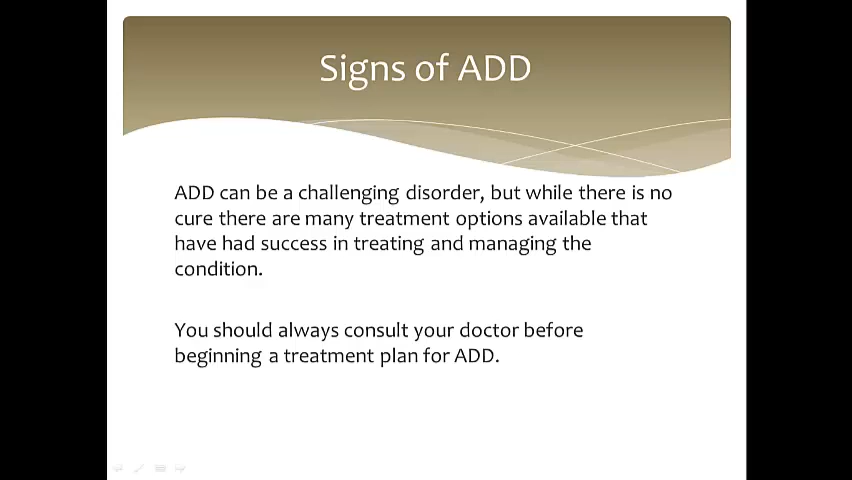 Signs of ADD
ADD can be a challenging disorder, but while there is no
cure there are many treatment options available that
have had success in treating and managing the
condition.
You should always consult your doctor before
beginning a treatment plan for ADD.